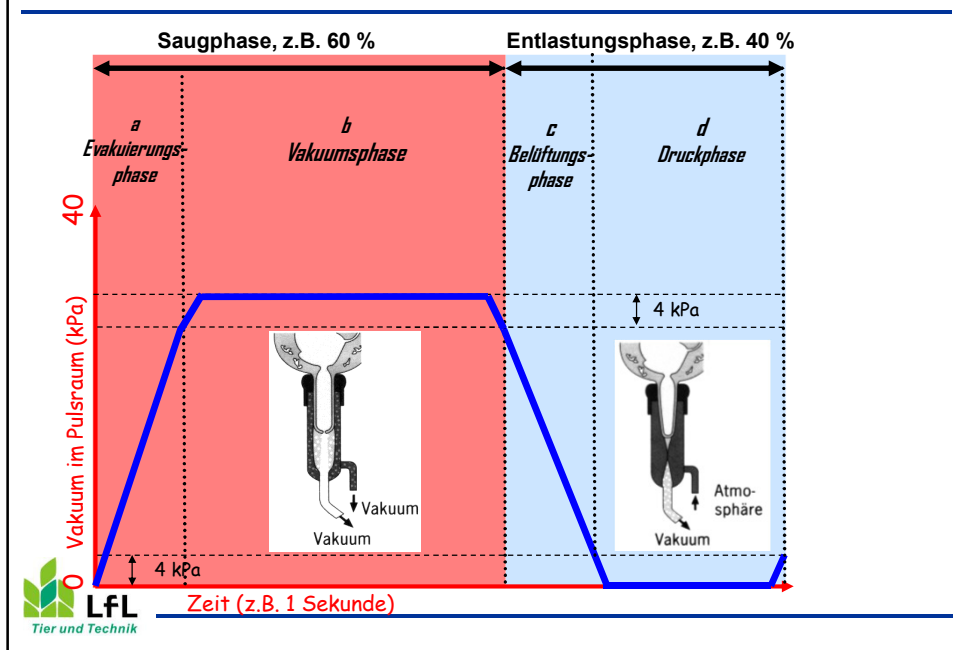 Saugphase, z.B. 60 %
Entlastungsphase, z.B. 40 %
a
Evakuierungs-
phase
b
Vakuumsphase
c
Belüftungs-
phase
d
Druckphase
40
Vakuum im Pulsraum (kPa)
0
4 kPa
Vakuum
Vakuum
Atmo-
sphäre
Vakuum
4 kPa
Zeit (z.B. 1 Sekunde)
LfL
Tier und Technik